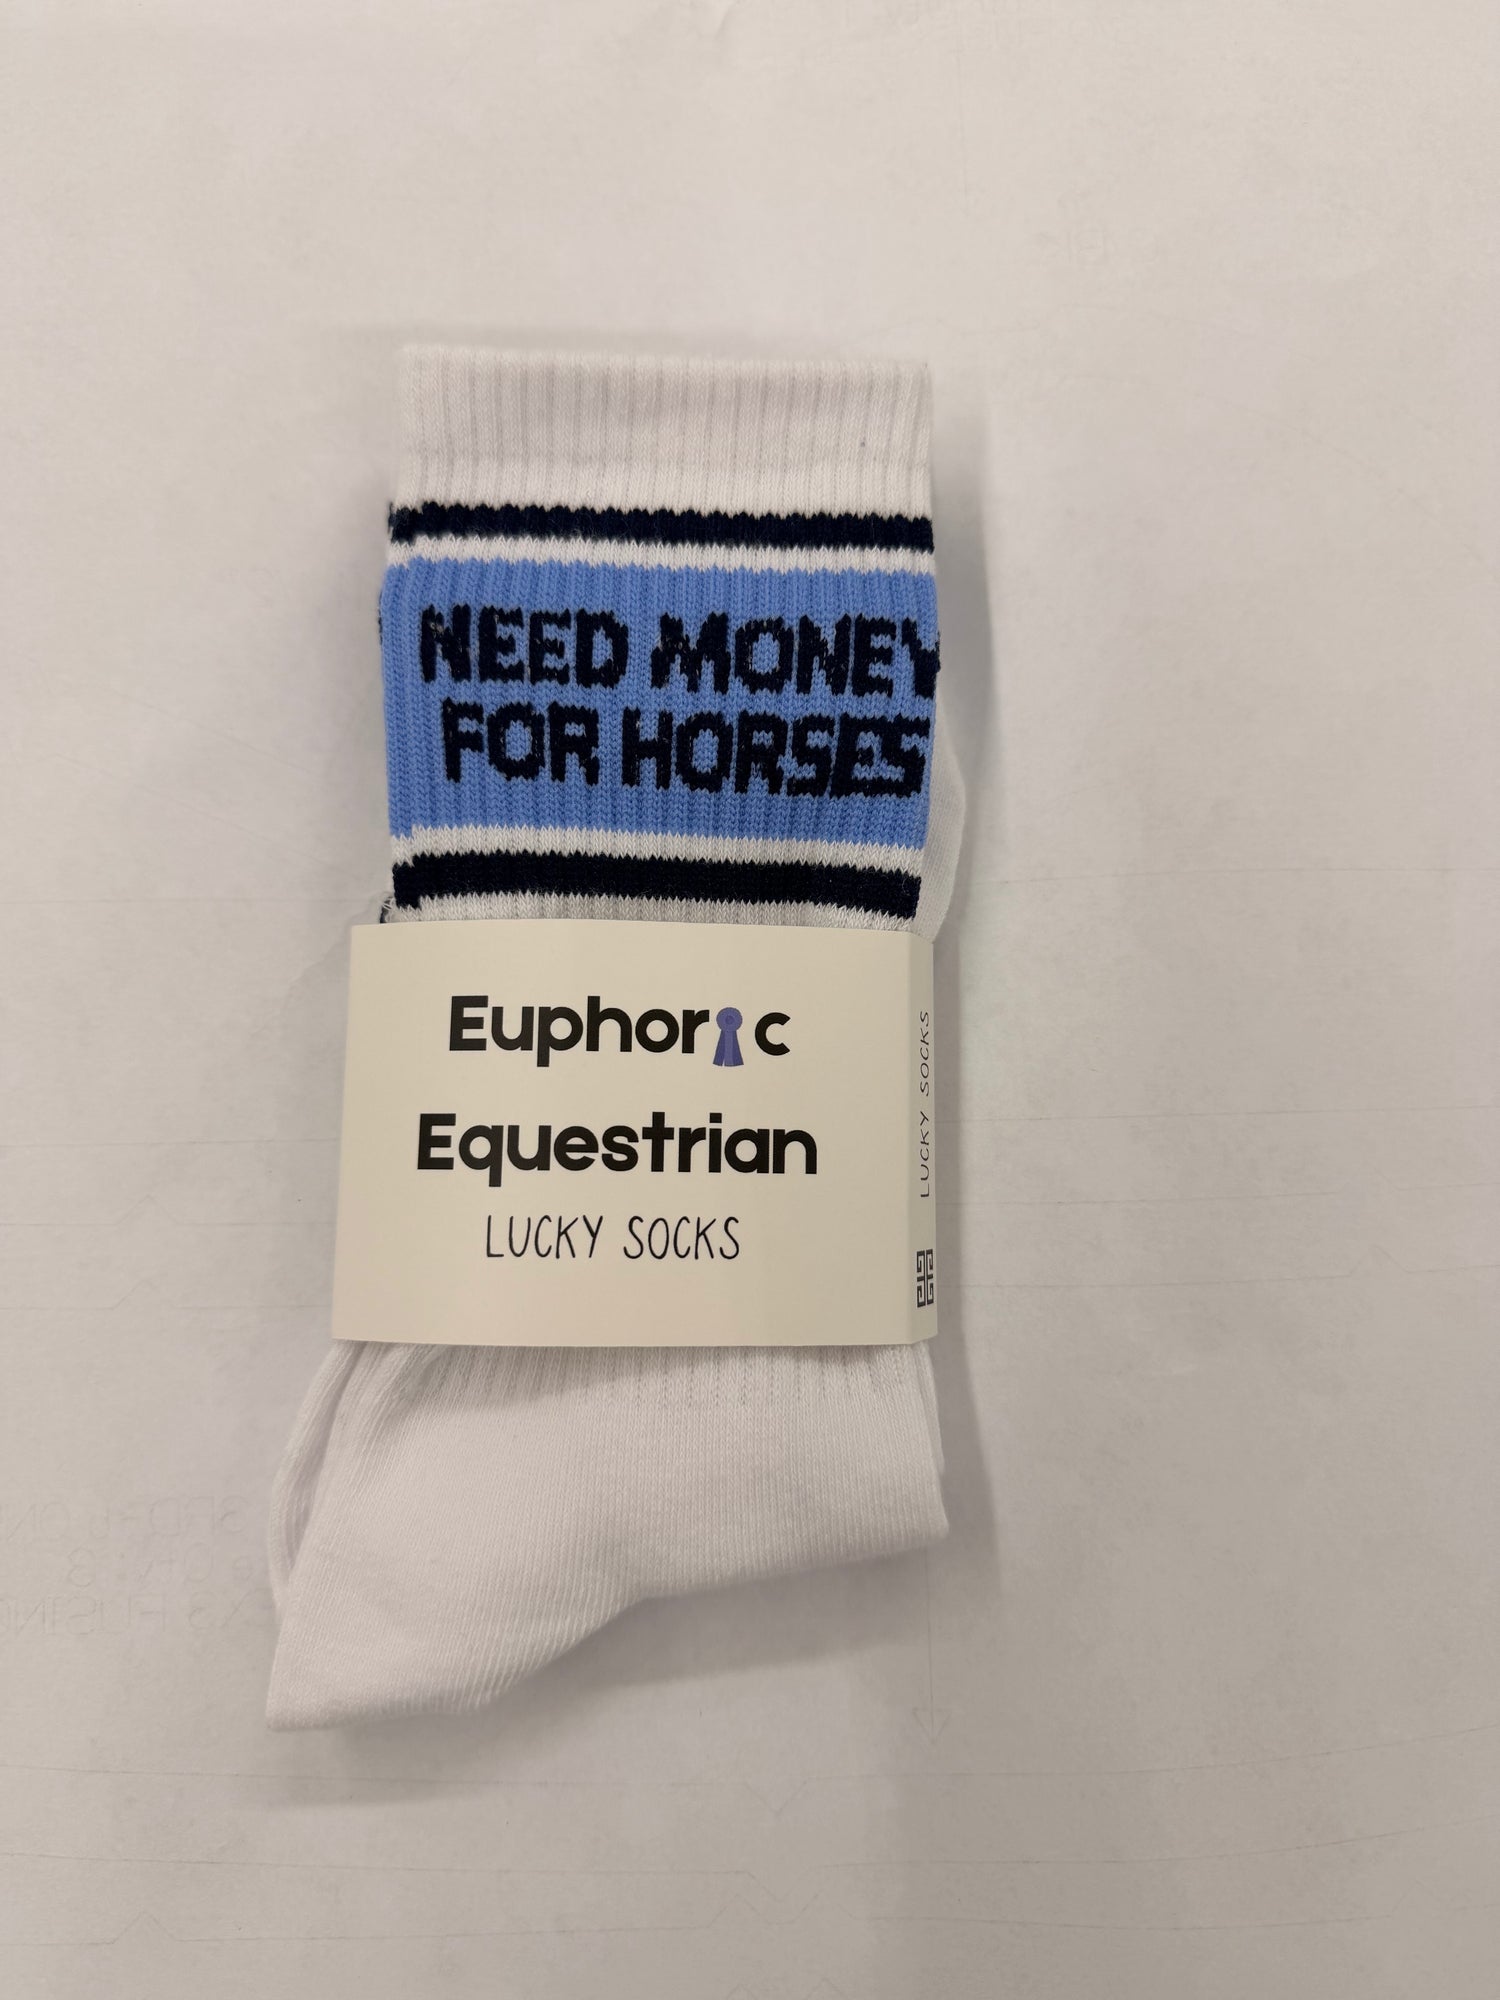 NEED MONEY
FOR HORSES
Euphoric
Equestrian
LUCKY SOCKS
LUCKY SOCKS